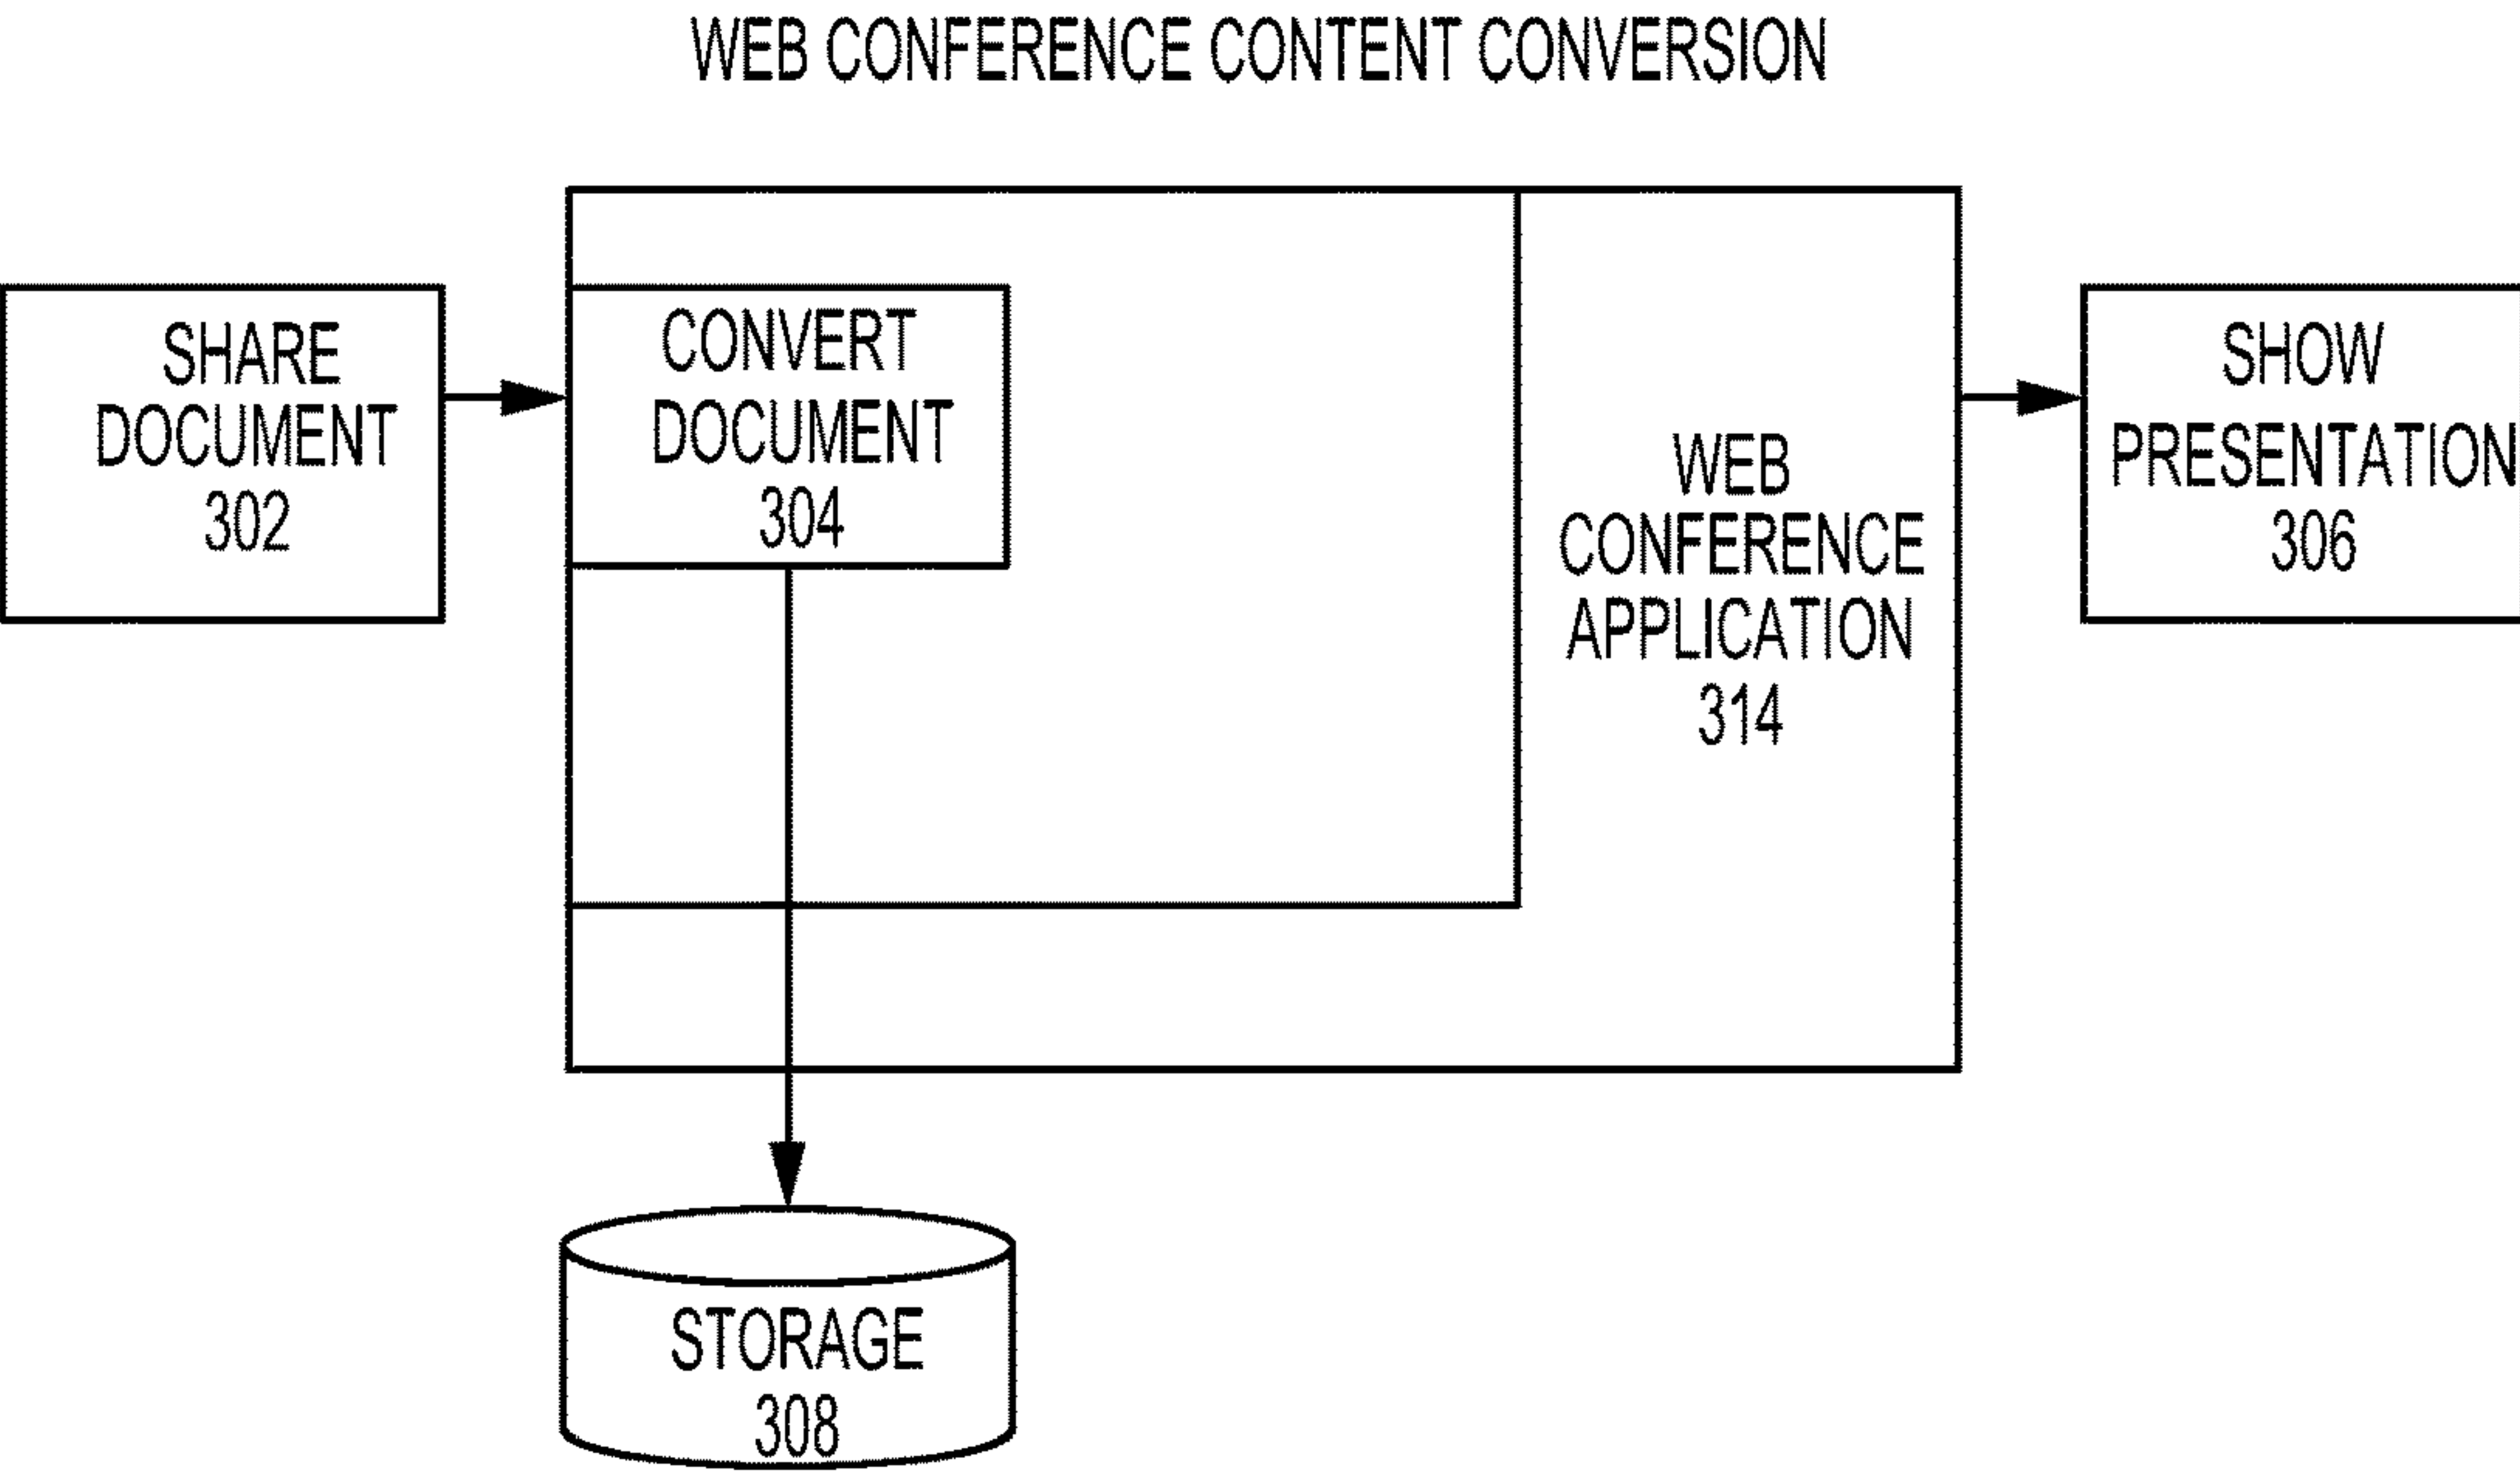 WEB CONFERENCE CONTENT CONVERSION
SHARE
DOCUMENT
302
CONVERT
DOCUMENT
304
WEB
CONFERENCE
APPLICATION
314
SHOW
PRESENTATION
306
STORAGE
308